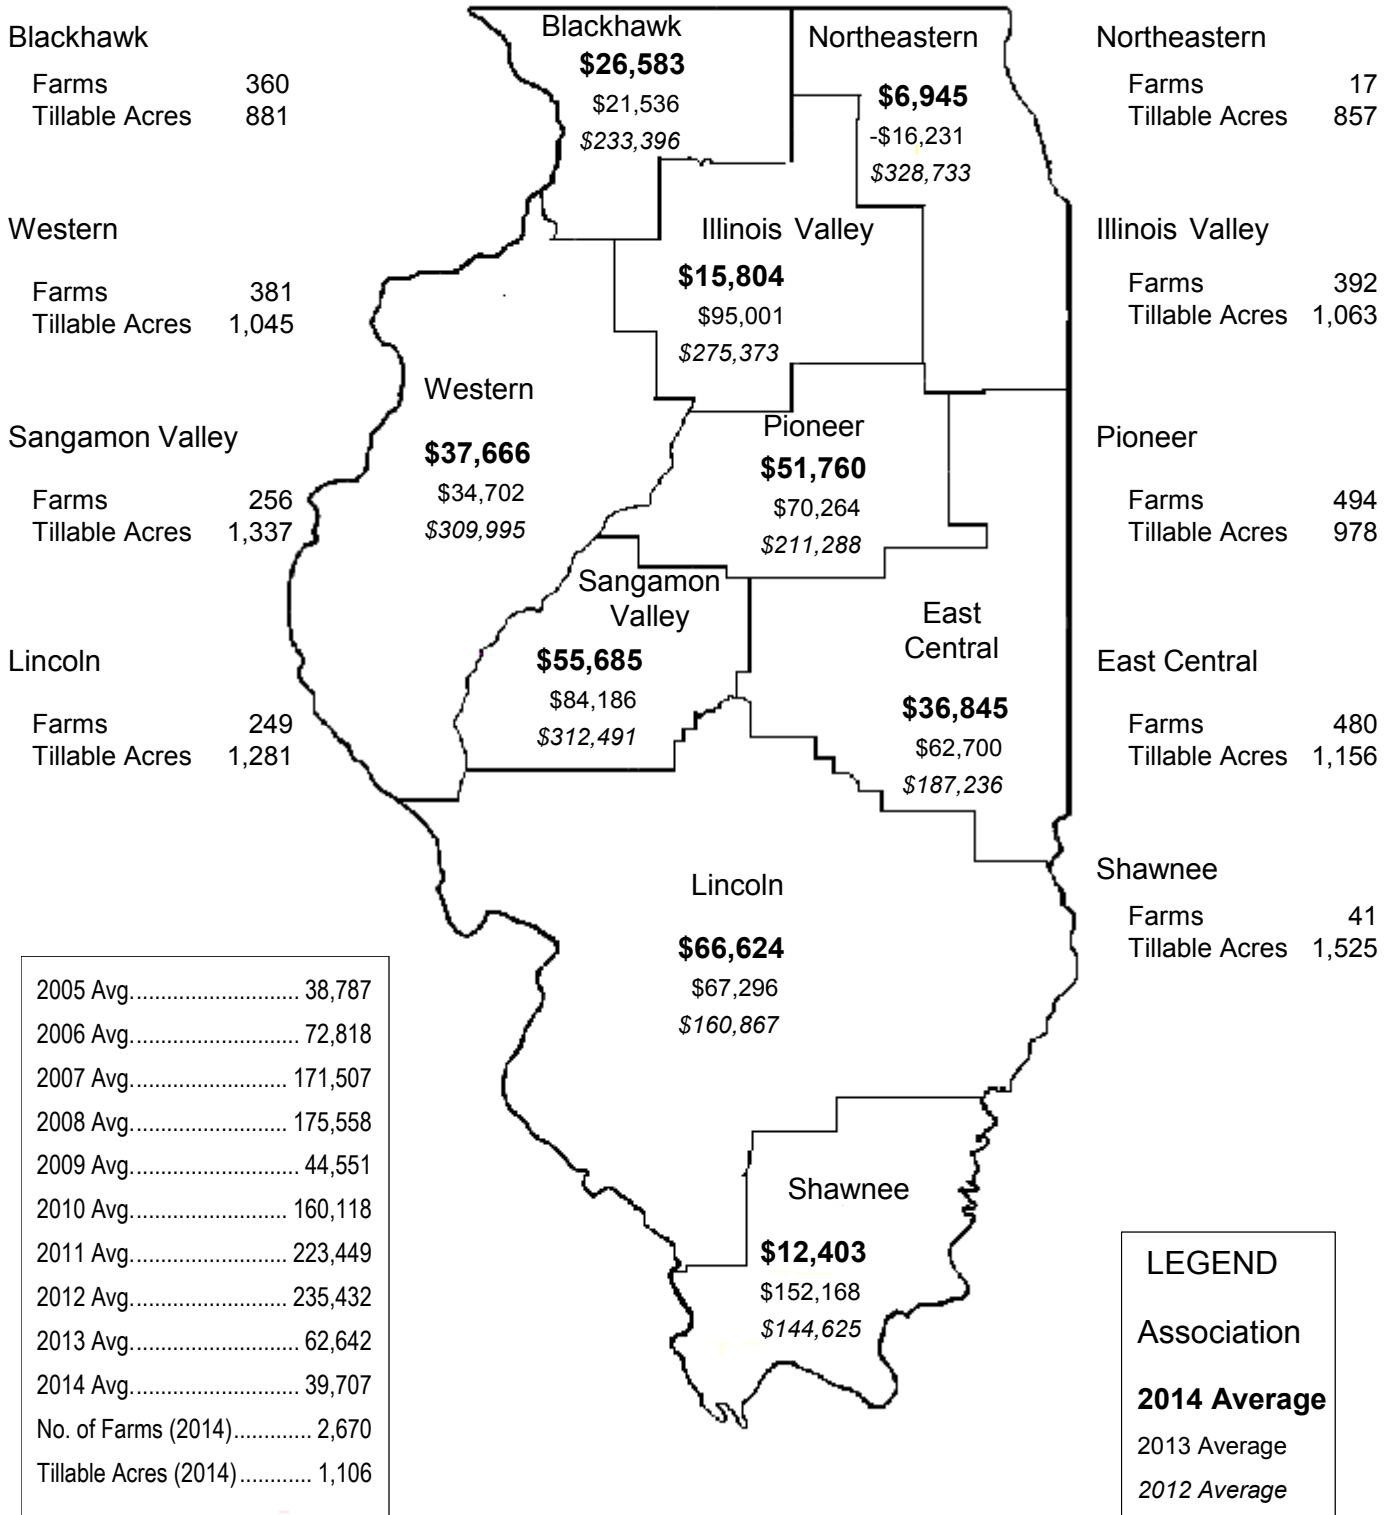 Blackhawk
Farms 360
Tillable Acres 881
Western
Farms 381
Tillable Acres 1,045
Sangamon Valley
Farms 256
Tillable Acres 1,337
Lincoln
Farms 249
Tillable Acres 1,281
Blackhawk
$26,583
$21,536
$233,396
Northeastern
$6,945
-$16,231
$328,733
Illinois Valley
$15,804
$95,001
$275,373
Western
$37,666
$34,702
$309,995
Pioneer
$51,760
$70,264
$211,288
Sangamon
Valley
$55,685
$84,186
$312,491
East
Central
$36,845
$62,700
$187,236
Lincoln
$66,624
$67,296
$160,867
Shawnee
$12,403
$152,168
$144,625
Northeastern
Farms 17
Tillable Acres 857
Illinois Valley
Farms 392
Tillable Acres 1,063
Pioneer
Farms 494
Tillable Acres 978
East Central
Farms 480
Tillable Acres 1,156
Shawnee
Farms 41
Tillable Acres 1,525
2005 Avg............................ 38,787
2006 Avg............................ 72,818
2007 Avg.......................... 171,507
2008 Avg.......................... 175,558
2009 Avg............................ 44,551
2010 Avg.......................... 160,118
2011 Avg.......................... 223,449
2012 Avg.......................... 235,432
2013 Avg............................ 62,642
2014 Avg............................ 39,707
No. of Farms (2014)............. 2,670
Tillable Acres (2014)............ 1,106
LEGEND
Association
2014 Average
2013 Average
2012 Average